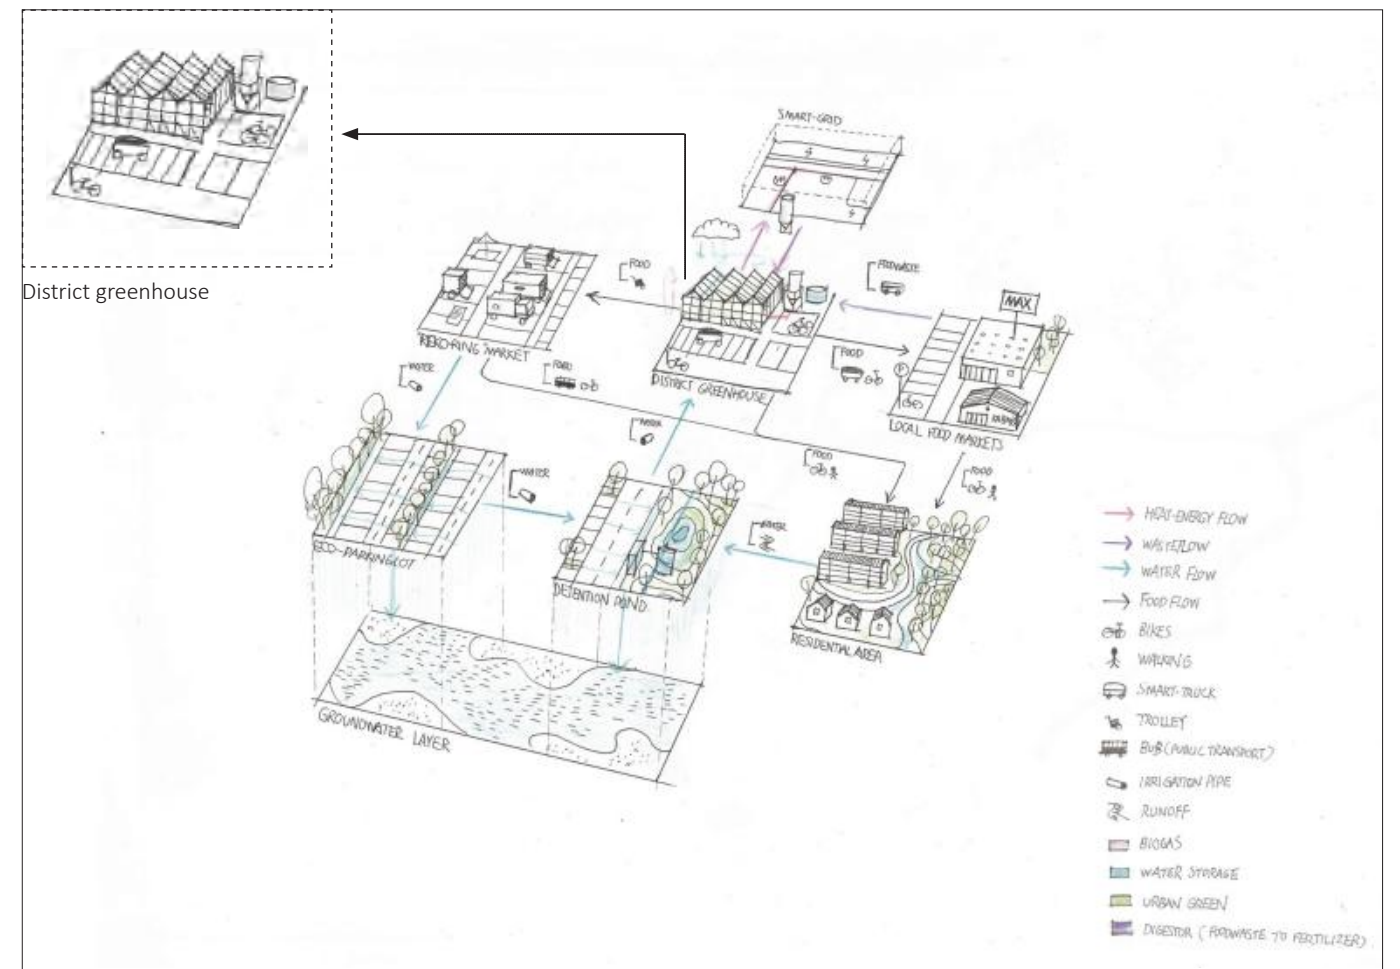 District greenhouse
SMART-GRID
FOOD
FOODWASTE
MAX
REKO-RING MARKET
WATER
FOOD
DISTRICT GREENHOUSE
FOOD
P
LOCAL FOOD MARKETS
WATER
WATER
FOOD
FOOD
ECO-PARKINGLOT
WATER
DETENTION POND
RESIDENTIAL AREA
GROUNDWATER LAYER
HEAT-ENERGY FLOW
WASTEFLOW
WATER FLOW
FOOD FLOW
BIKES
WALKING
SMART-TRUCK
TROLLEY
BUB (PUBLIC TRANSPORT)
IRRIGATION PIPE
RUNOFF
BIOGAS
WATER STORAGE
URBAN GREEN
DIGESTOR (FOODWASTE TO FERTILIZER)